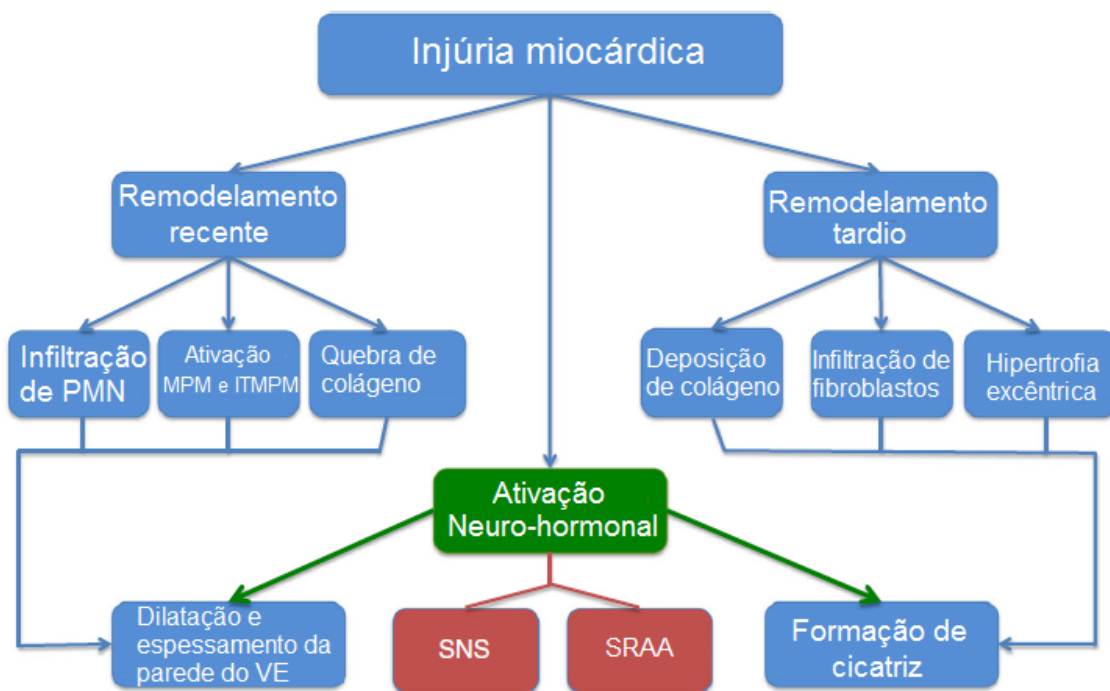 Injúria miocárdica
Remodelamento
recente
Remodelamento
tardio
Infiltração
de PMN
Ativação
MPM e ITMPM
Quebra de
colágeno
Deposição
de colágeno
Infiltração de
fibroblastos
Hipertrofia
excêntrica
Ativação
Neuro-hormonal
Dilatação e
espessamento da
parede do VE
SNS
SRAA
Formação de
cicatriz